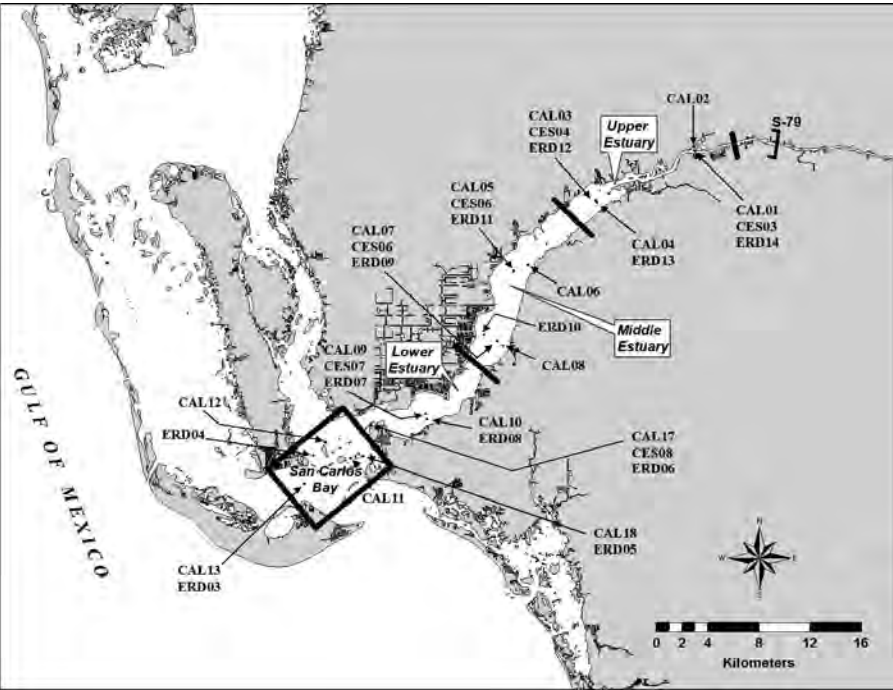 CAL02
S-79
CAL03
CES04
ERD12
Upper
Estuary
CAL05
CES06
ERD11
CAL01
CES03
ERD14
CAL07
CES06
ERD09
CAL04
ERD13
CAL06
ERD10
Middle
Estuary
CAL09
CES07
ERD07
Lower
Estuary
CAL08
CAL12
CAL10
ERD08
ERD04
CAL17
CES08
ERD06
San Carlos
Bay
CAL11
GULF OF MEXICO
CAL18
ERD05
CAL13
ERD03
N
W
E
S
0 2 4 8 12 16
Kilometers